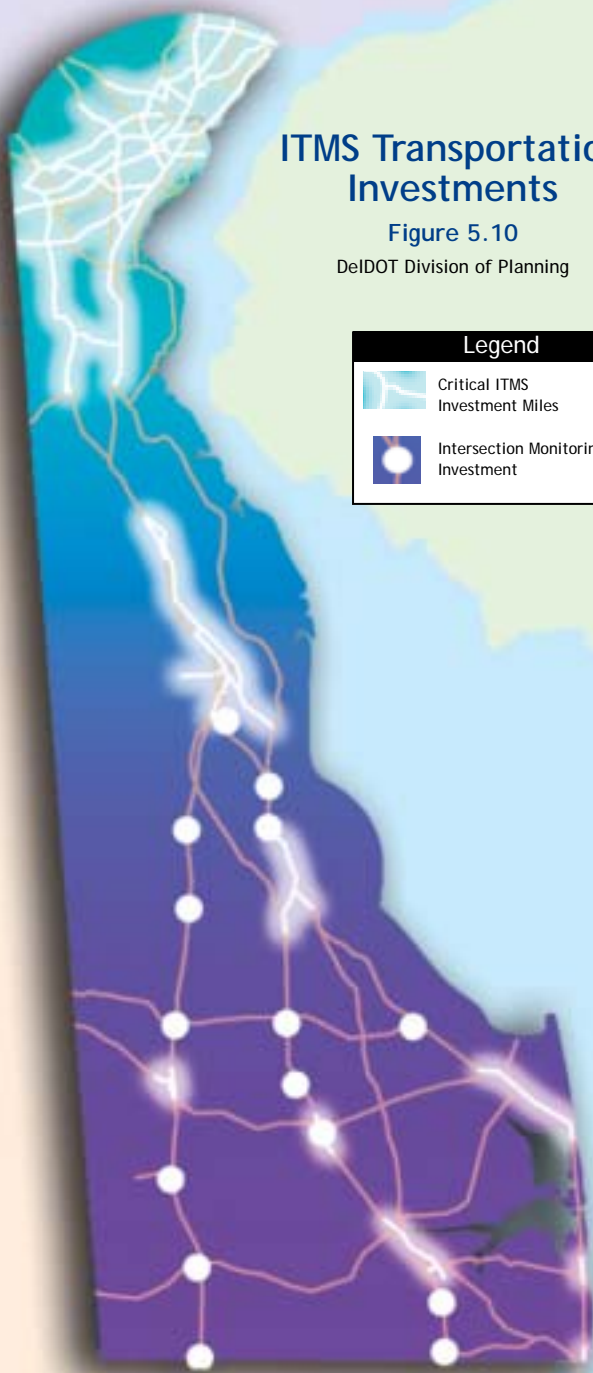 ITMS Transportatio
Investments
Figure 5.10
DelDOT Division of Planning
Legend
Critical ITMS
Investment Miles
Intersection Monitorin
Investment